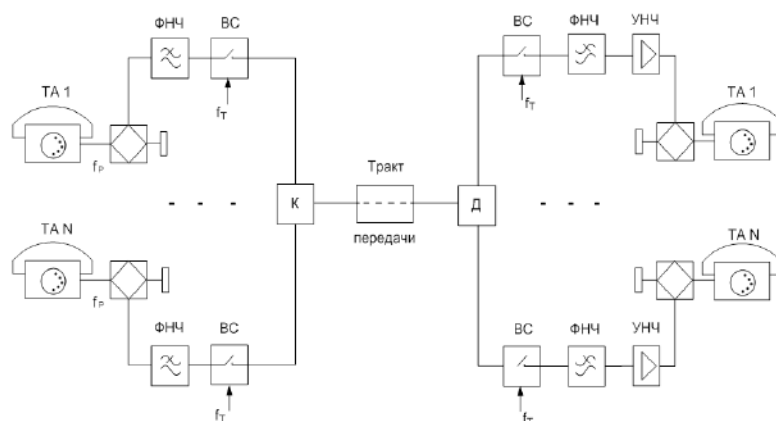 ФНЧ ВС
ВС ФНЧ УНЧ
ТА 1
fТ
fТ
ТА 1
fР
Тракт
- - -
К
Д
- - -
передачи
ТА N
ТА N
fР
ФНЧ ВС
ВС ФНЧ УНЧ
fТ
fТ